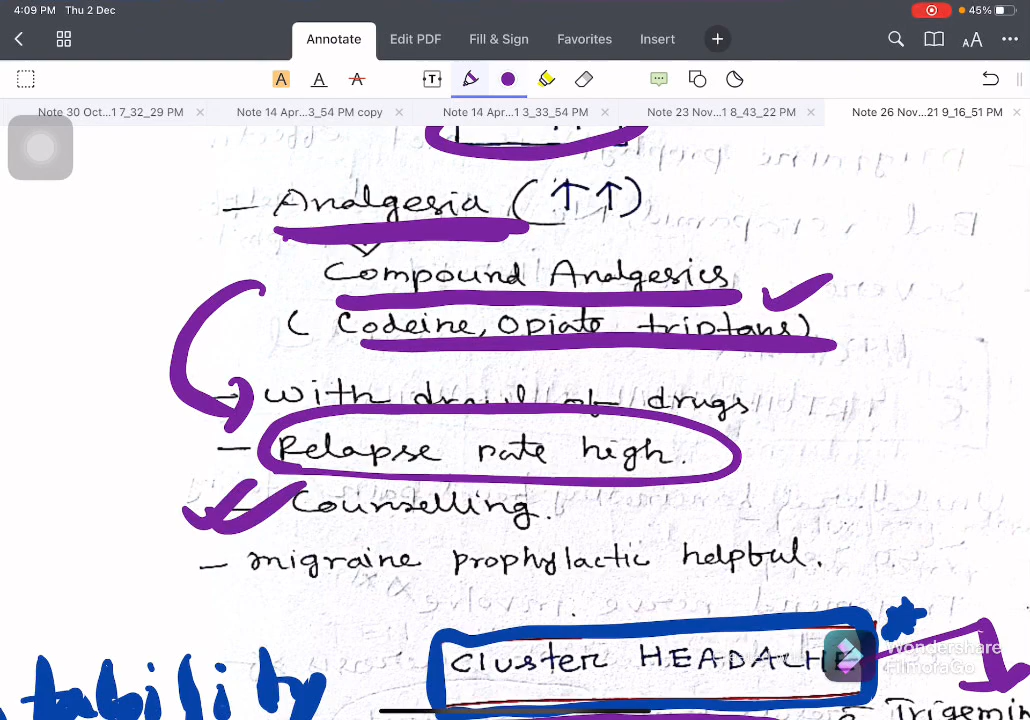 4:09 PM Thu 2 Dec
45%
Annotate Edit PDF Fill & Sign Favorites Insert
Note 30 Oct...1 7_32_29 PM
Note 14 Apr...3_54 PM copy
Note 14 Apr...1 3_33_54 PM
Note 23 Nov...1 8_43_22 PM
Note 26 Nov...21 9_16_51 PM
- Analgesia (↑↑)
Compound Analgesics
(Codeine, Opiate triptans)
- with drawl of drugs
- Relapse rate high.
- Counselling.
- migraine prophylactic helpful.
Cluster HEADACHE
Wondershare
FilmoraGo
tability